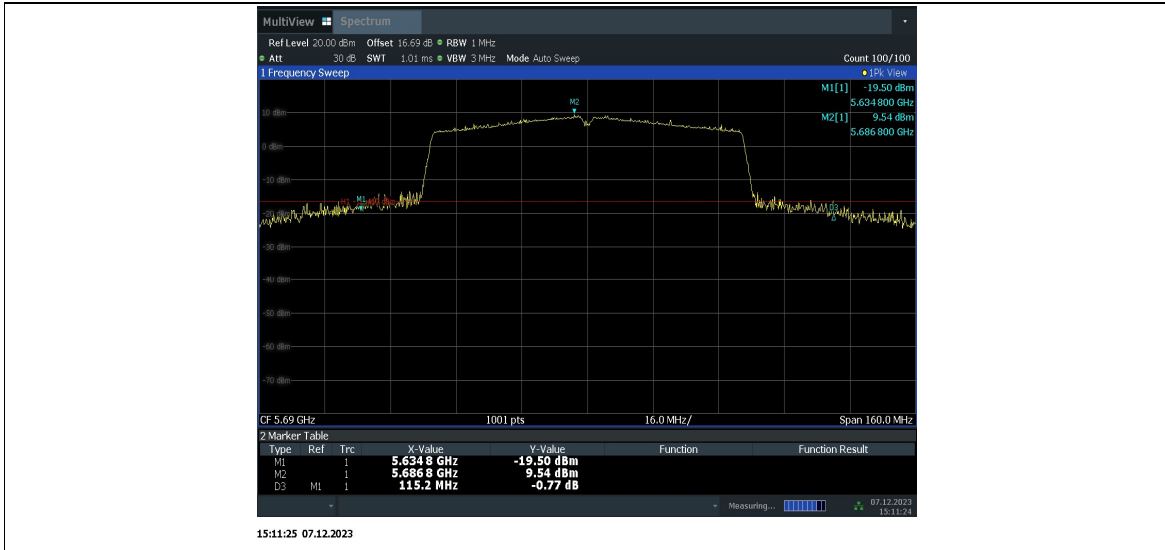 MultiView Spectrum
Ref Level 20.00 dBm Offset 16.69 dB RBW 1 MHz
Att 30 dB SWT 1.01 ms VBW 3 MHz Mode Auto Sweep Count 100/100
1 Frequency Sweep 1Pk View
M1[1] -19.50 dBm
5.634800 GHz
M2[1] 9.54 dBm
5.686800 GHz
M2
10 dBm
0 dBm
-10 dBm
M1
H1
D3
-20 dBm
-30 dBm
-40 dBm
-50 dBm
-60 dBm
-70 dBm
CF 5.69 GHz 1001 pts 16.0 MHz/ Span 160.0 MHz
2 Marker Table
Type Ref Trc X-Value Y-Value Function Function Result
M1 1 5.634 8 GHz -19.50 dBm
M2 1 5.686 8 GHz 9.54 dBm
D3 M1 1 115.2 MHz -0.77 dB
Measuring... 07.12.2023
15:11:24
15:11:25 07.12.2023